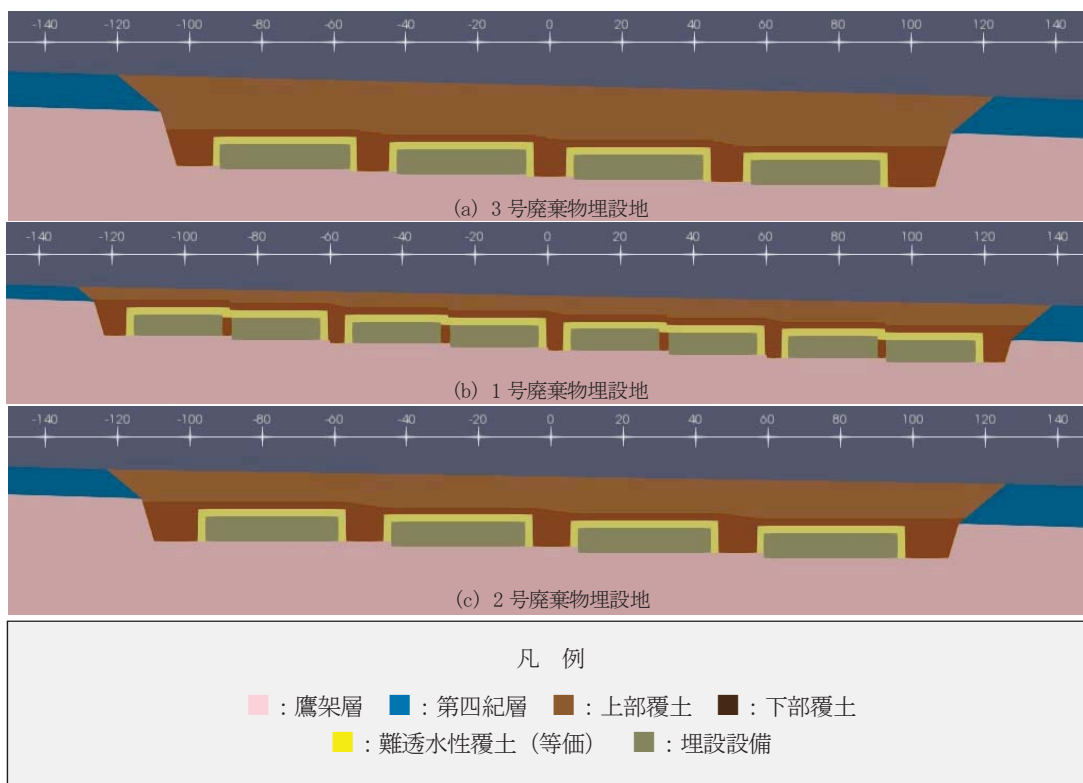 -140 -120 -100 -80 -60 -40 -20 0 20 40 60 80 100 120 140
(a) 3 号廃棄物埋設地
-140 -120 -100 -80 -60 -40 -20 0 20 40 60 80 100 120 140
(b) 1 号廃棄物埋設地
-140 -120 -100 -80 -60 -40 -20 0 20 40 60 80 100 120 140
(c) 2 号廃棄物埋設地
凡 例
：鷹架層 ：第四紀層 ：上部覆土 ：下部覆土
：難透水性覆土（等価） ：埋設設備